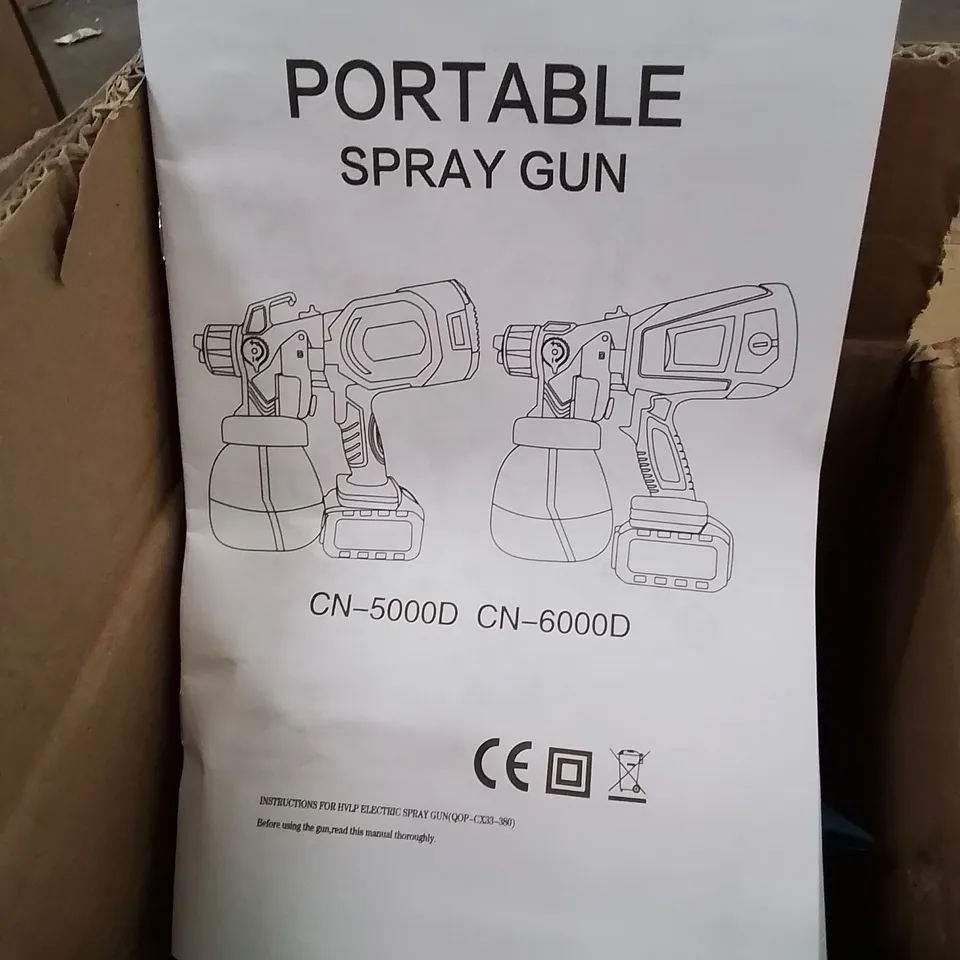 PORTABLE
SPRAY GUN
CN-5000D CN-6000D
CE
INSTRUCTIONS FOR HVLP ELECTRIC SPRAY GUN(QOP-CX33-380)
Before using the gun,read this manual thoroughly.